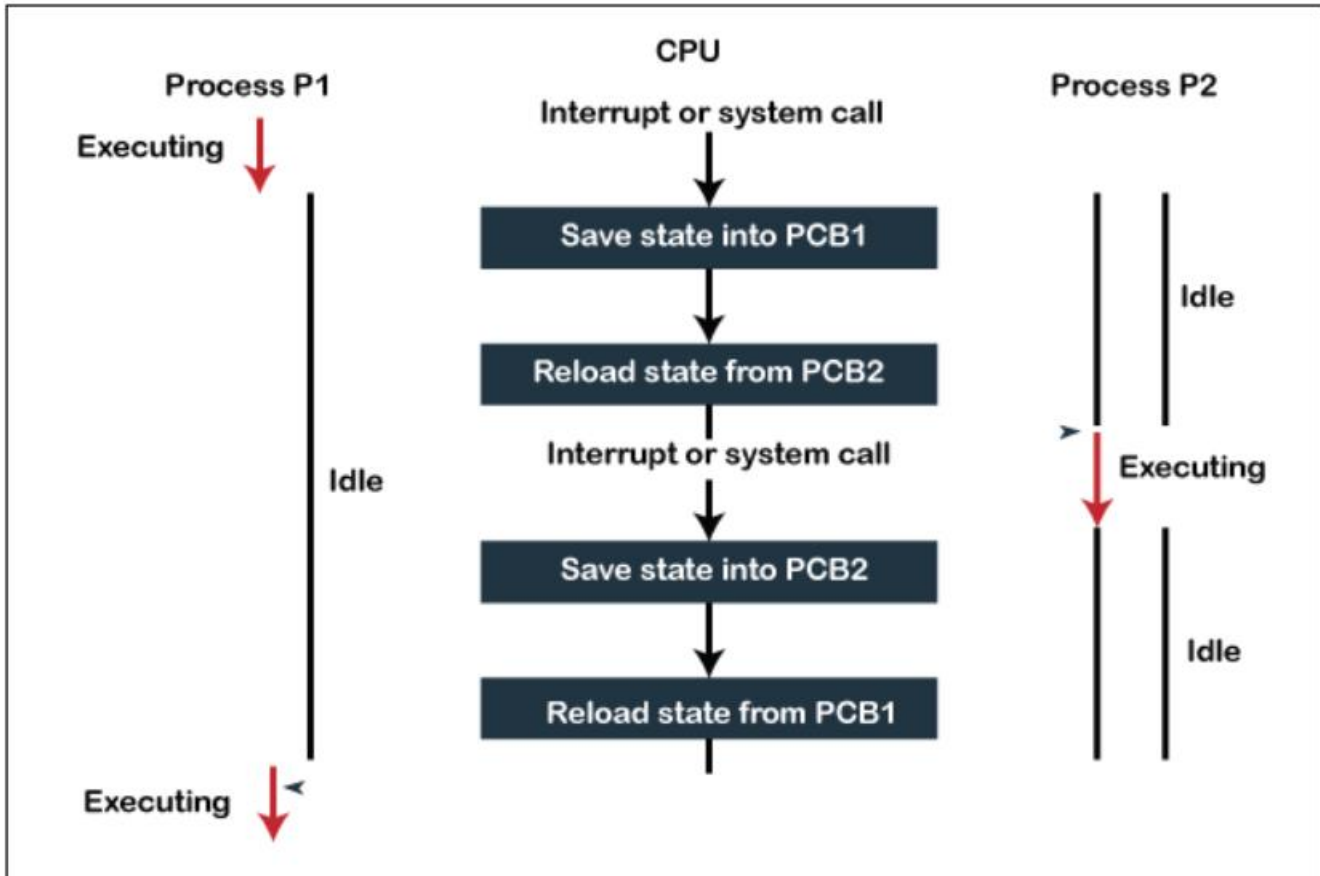 CPU
Process P1
Process P2
Interrupt or system call
Executing
Save state into PCB1
Idle
Reload state from PCB2
Interrupt or system call
Executing
Idle
Save state into PCB2
Idle
Reload state from PCB1
Executing